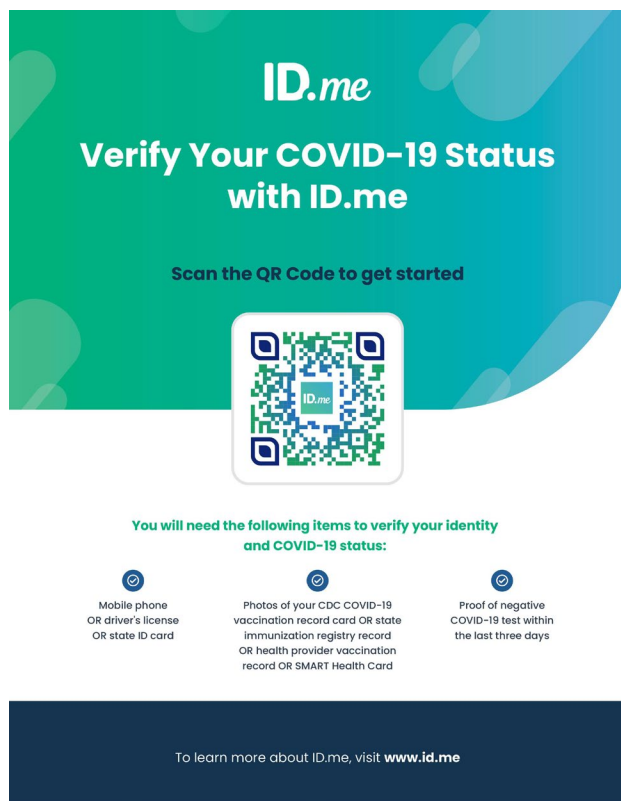 ID.me
Verify Your COVID-19 Status
with ID.me
Scan the QR Code to get started
ID.me
You will need the following items to verify your identity
and COVID-19 status:
Mobile phone
OR driver's license
OR state ID card
Photos of your CDC COVID-19
vaccination record card OR state
immunization registry record
OR health provider vaccination
record OR SMART Health Card
Proof of negative
COVID-19 test within
the last three days
To learn more about ID.me, visit www.id.me